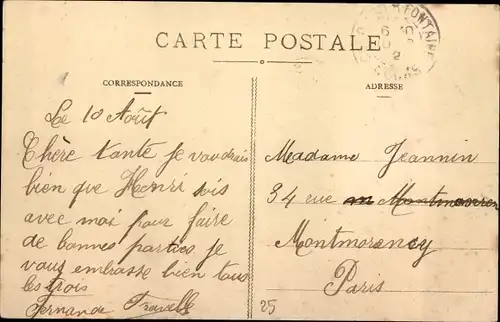 CARTE POSTALE
CORRESPONDANCE
ADRESSE
Le 10 Août
Chère tante je voudrais
bien que Henri sois
avec moi pour faire
de bonnes parties je
vous embrasse bien tous
les trois
Fernande
Madame Jeannin
34 rue
Montmorency
Paris
25